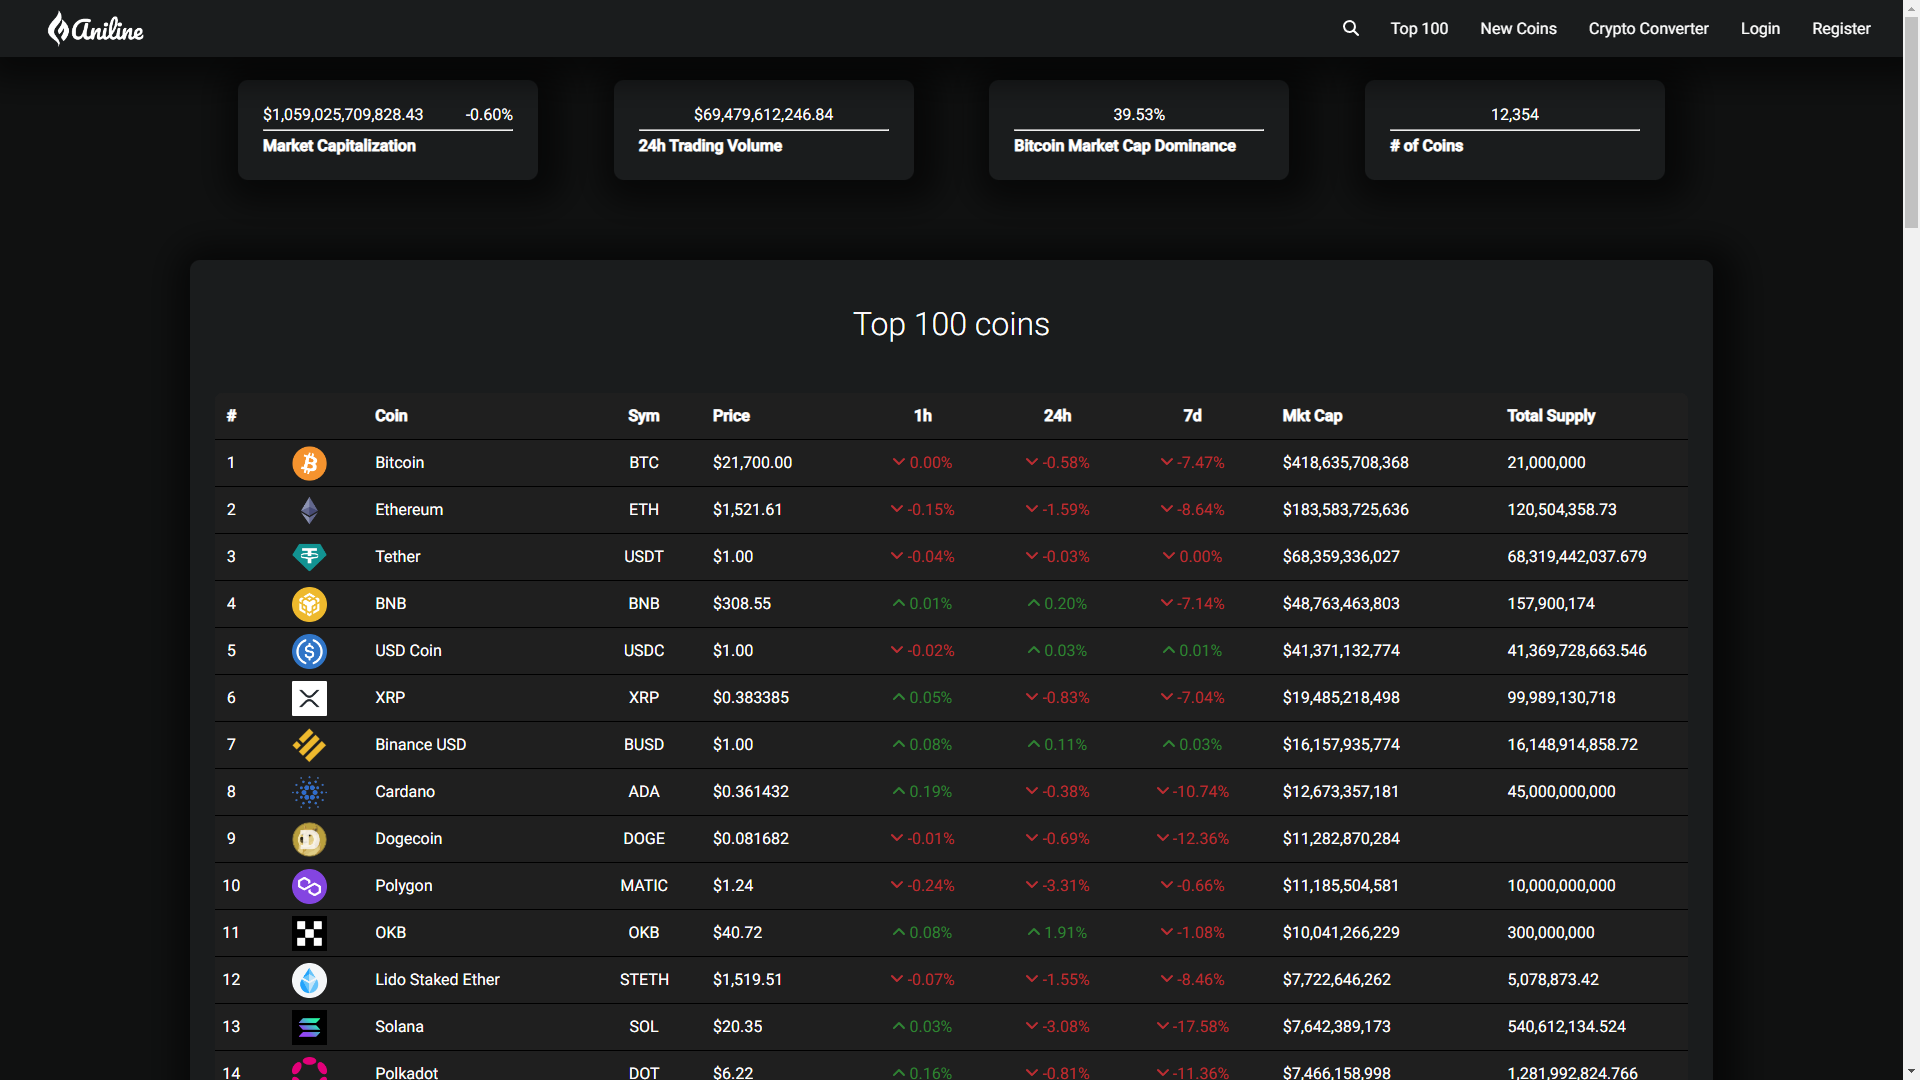 Aniline Top 100 New Coins Crypto Converter Login Register
$1,059,025,709,828.43 -0.60% $69,479,612,246.84 39.53% 12,354
Market Capitalization 24h Trading Volume Bitcoin Market Cap Dominance # of Coins
Top 100 coins
# Coin Sym Price 1h 24h 7d Mkt Cap Total Supply
1 Bitcoin BTC $21,700.00 0.00% -0.58% -7.47% $418,635,708,368 21,000,000
2 Ethereum ETH $1,521.61 -0.15% -1.59% -8.64% $183,583,725,636 120,504,358.73
3 Tether USDT $1.00 -0.04% -0.03% 0.00% $68,359,336,027 68,319,442,037.679
4 BNB BNB $308.55 0.01% 0.20% -7.14% $48,763,463,803 157,900,174
5 USD Coin USDC $1.00 -0.02% 0.03% 0.01% $41,371,132,774 41,369,728,663.546
6 XRP XRP $0.383385 0.05% -0.83% -7.04% $19,485,218,498 99,989,130,718
7 Binance USD BUSD $1.00 0.08% 0.11% 0.03% $16,157,935,774 16,148,914,858.72
8 Cardano ADA $0.361432 0.19% -0.38% -10.74% $12,673,357,181 45,000,000,000
9 Dogecoin DOGE $0.081682 -0.01% -0.69% -12.36% $11,282,870,284
10 Polygon MATIC $1.24 -0.24% -3.31% -0.66% $11,185,504,581 10,000,000,000
11 OKB OKB $40.72 0.08% 1.91% -1.08% $10,041,266,229 300,000,000
12 Lido Staked Ether STETH $1,519.51 -0.07% -1.55% -8.46% $7,722,646,262 5,078,873.42
13 Solana SOL $20.35 0.03% -3.08% -17.58% $7,642,389,173 540,612,134.524
14 Polkadot DOT $6.22 0.16% -0.81% -11.36% $7,466,158,998 1,281,992,824.766